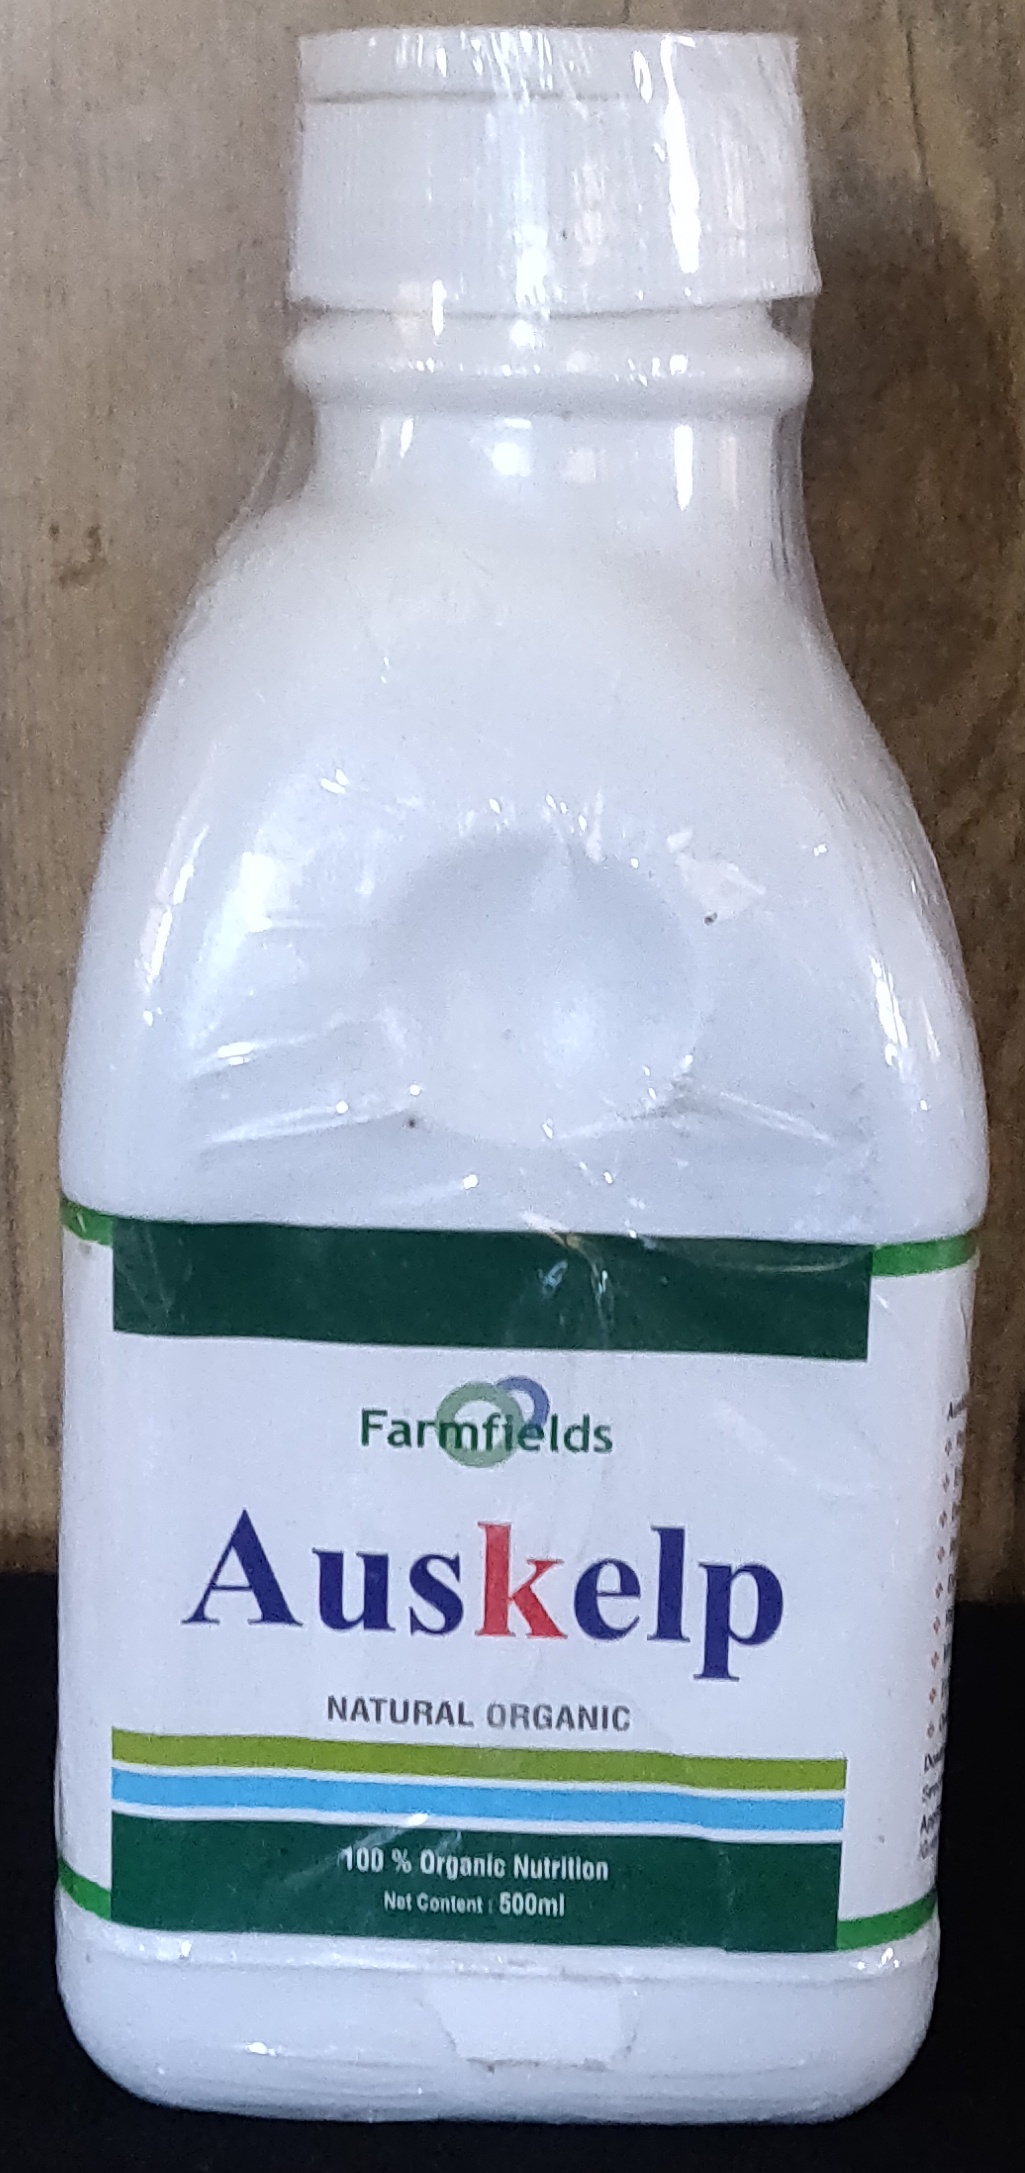 Farmfields
Auskelp
NATURAL ORGANIC
100 % Organic Nutrition
Net Content : 500ml